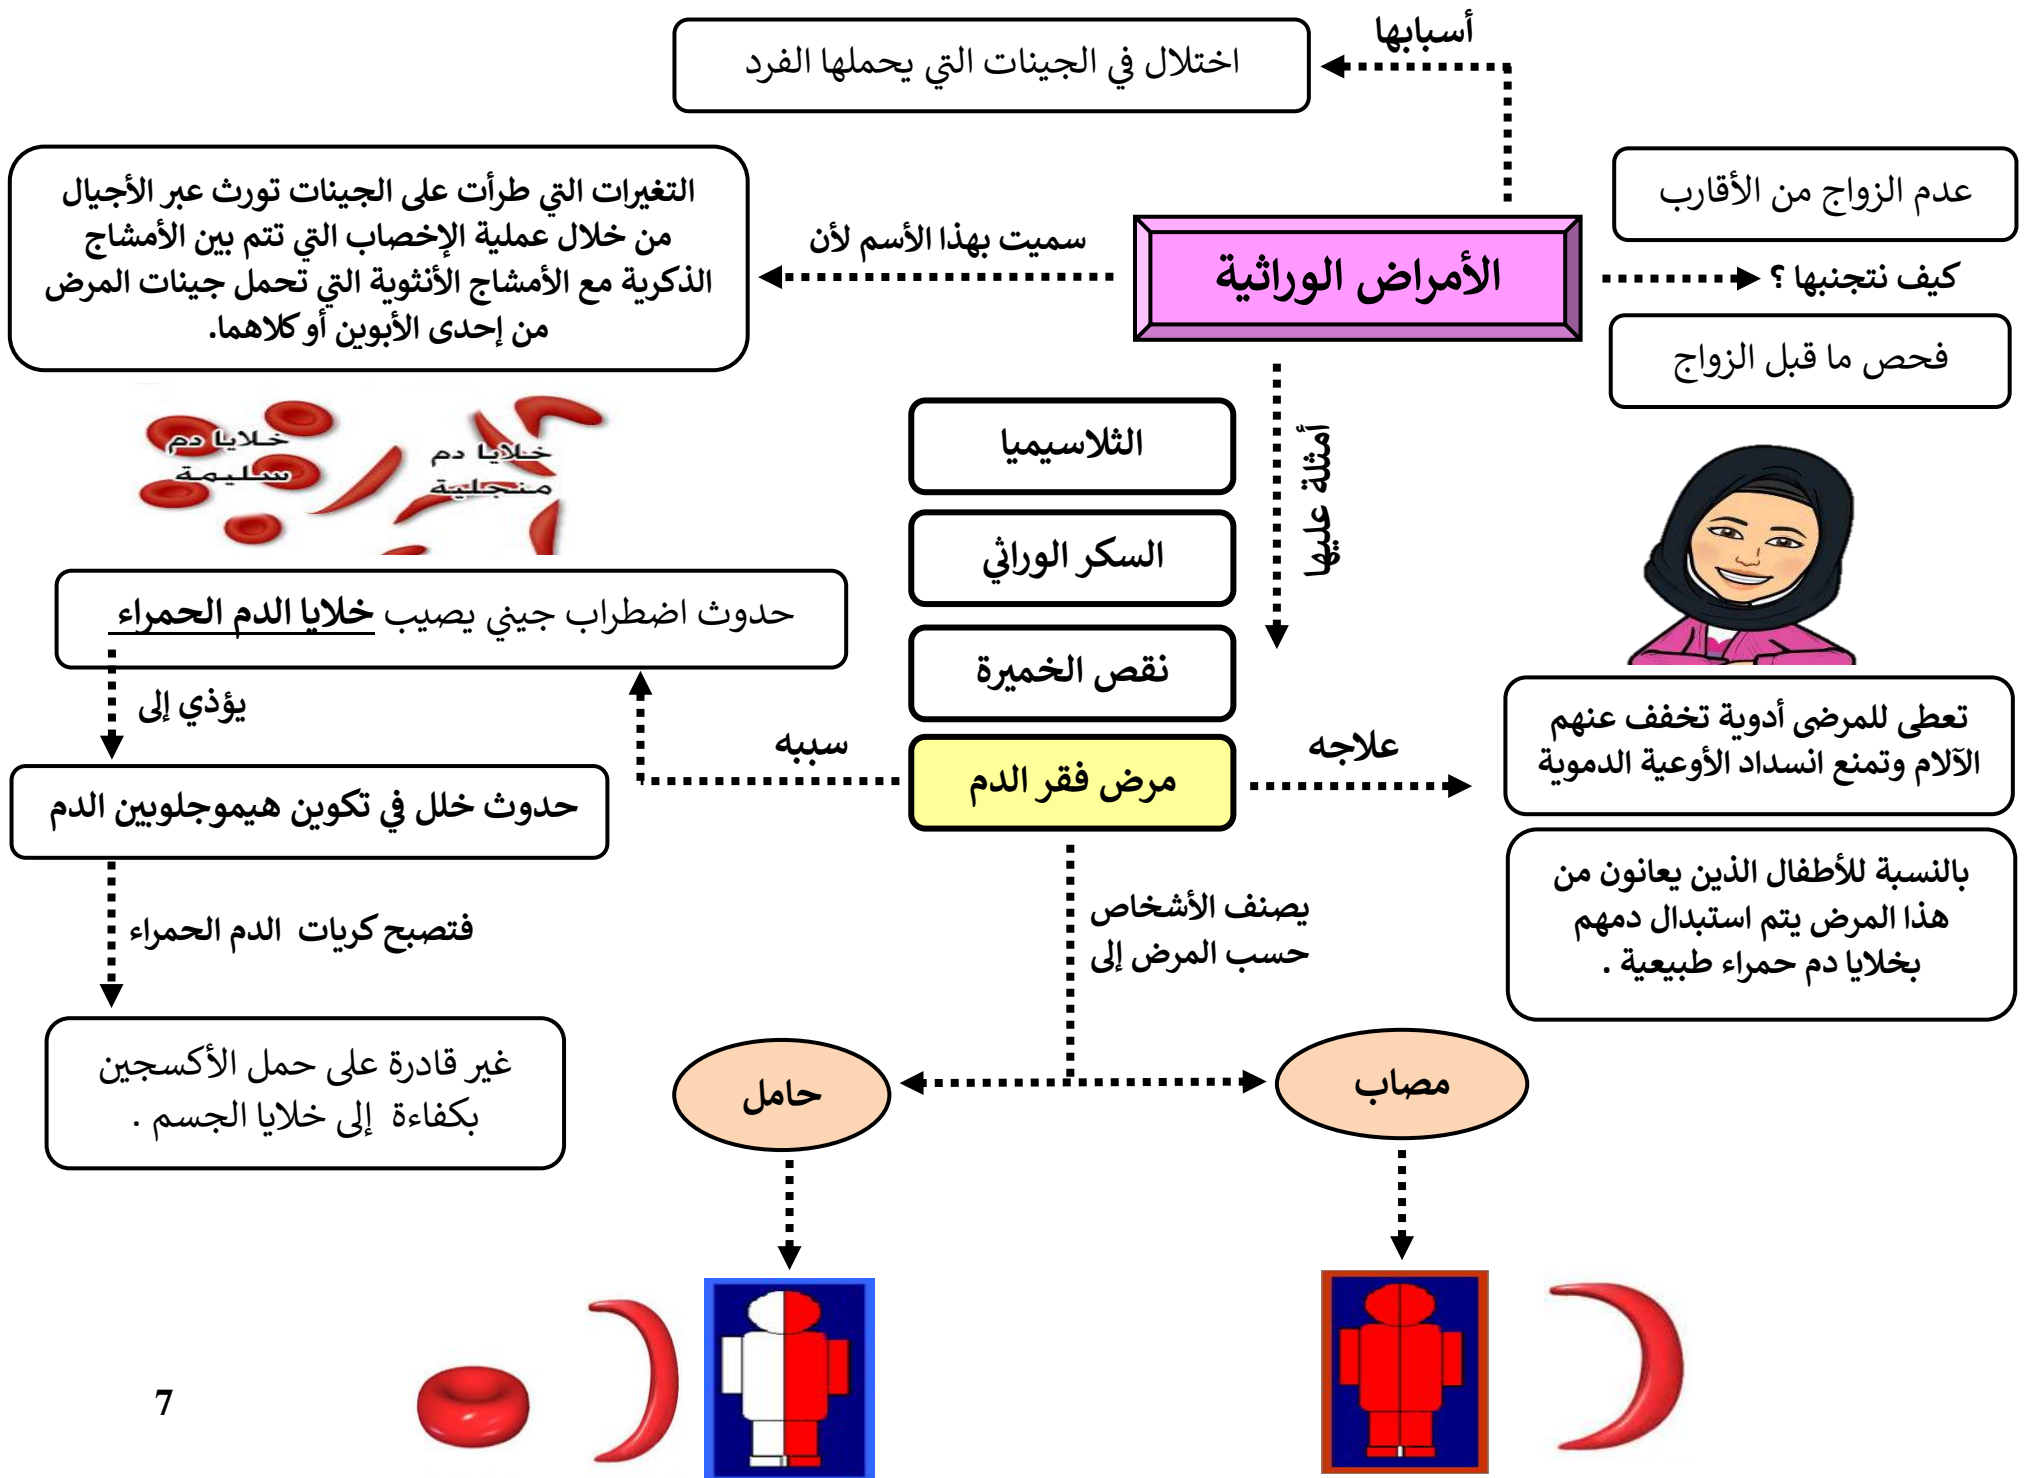 أسبابها
اختلال في الجينات التي يحملها الفرد
عدم الزواج من الأقارب
التغيرات التي طرأت على الجينات تورث عبر الأجيال
من خلال عملية الإخصاب التي تتم بين الأمشاج
الذكرية مع الأمشاج الأنثوية التي تحمل جينات المرض
من إحدى الأبوين أو كلاهما.
سميت بهذا الأسم لأن
الأمراض الوراثية
كيف نتجنبها ؟
فحص ما قبل الزواج
خلايا دم
سليمة
خلايا دم
منجلية
أمثلة عليها
الثلاسيميا
السكر الوراثي
نقص الخميرة
مرض فقر الدم
حدوث اضطراب جيني يصيب خلايا الدم الحمراء
يؤذي إلى
سببه
علاجه
تعطى للمرضى أدوية تخفف عنهم
الآلام وتمنع انسداد الأوعية الدموية
حدوث خلل في تكوين هيموجلوبين الدم
بالنسبة للأطفال الذين يعانون من
هذا المرض يتم استبدال دمهم
بخلايا دم حمراء طبيعية .
يصنف الأشخاص
حسب المرض إلى
فتصبح كريات الدم الحمراء
غير قادرة على حمل الأكسجين
بكفاءة إلى خلايا الجسم .
مصاب
حامل
7